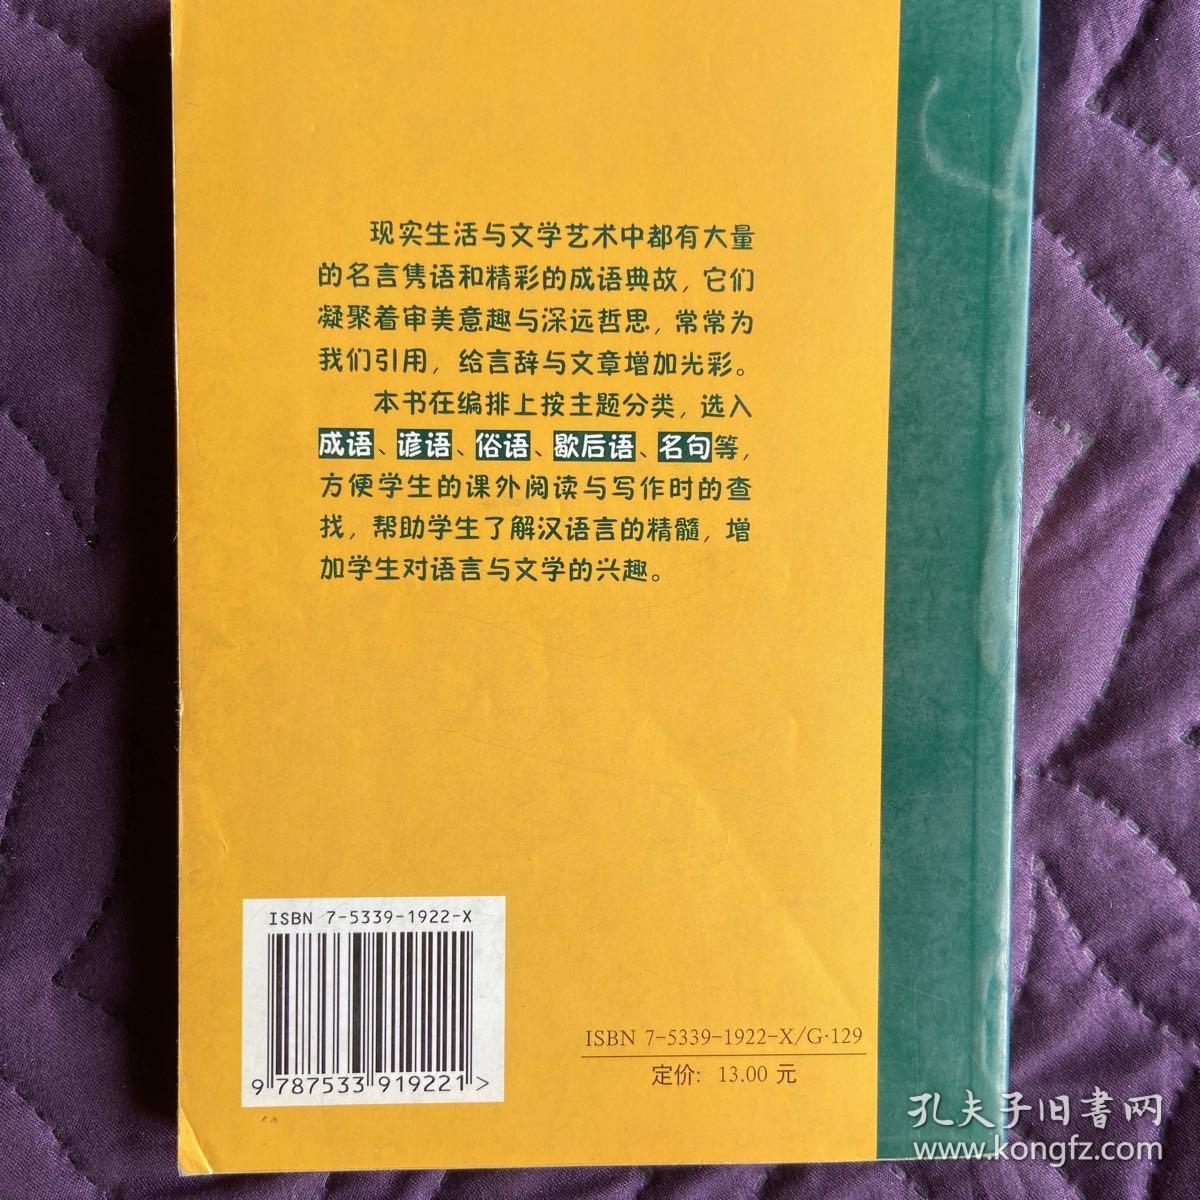 现实生活与文学艺术中都有大量
的名言隽语和精彩的成语典故，它们
凝聚着审美意趣与深远哲思，常常为
我们引用，给言辞与文章增加光彩。
本书在编排上按主题分类，选入
成语、谚语、俗语、歇后语、名句等，
方便学生的课外阅读与写作时的查
找，帮助学生了解汉语言的精髓，增
加学生对语言与文学的兴趣。
ISBN 7-5339-1922-X
9 787533 919221 >
ISBN 7-5339-1922-X/G·129
定价：13.00 元
孔夫子旧書网
www.kongfz.com